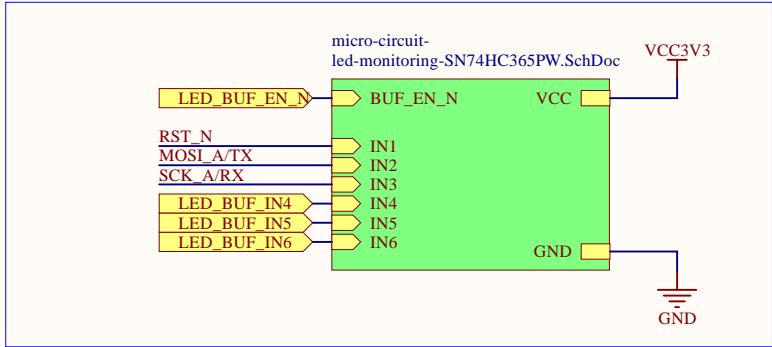 micro-circuit-
led-monitoring-SN74HC365PW.SchDoc
VCC3V3
LED_BUF_EN_N
BUF_EN_N
VCC
RST_N
IN1
MOSI_A/TX
IN2
SCK_A/RX
IN3
LED_BUF_IN4
IN4
LED_BUF_IN5
IN5
LED_BUF_IN6
IN6
GND
GND